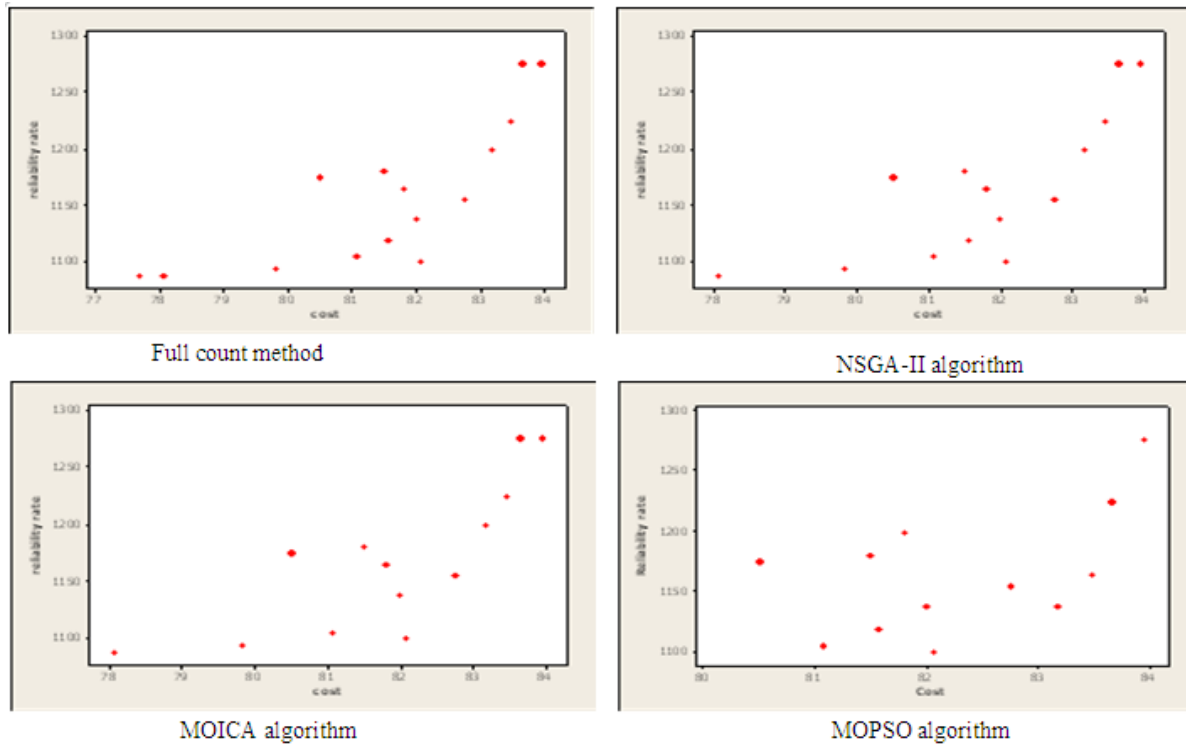 1300
1250
1200
1150
1100
reliability rate
77 78 79 80 81 82 83 84
cost
Full count method
1300
1250
1200
1150
1100
reliability rate
78 79 80 81 82 83 84
cost
NSGA-II algorithm
1300
1250
1200
1150
1100
reliability rate
78 79 80 81 82 83 84
cost
MOICA algorithm
1300
1250
1200
1150
1100
Reliability rate
80 81 82 83 84
Cost
MOPSO algorithm